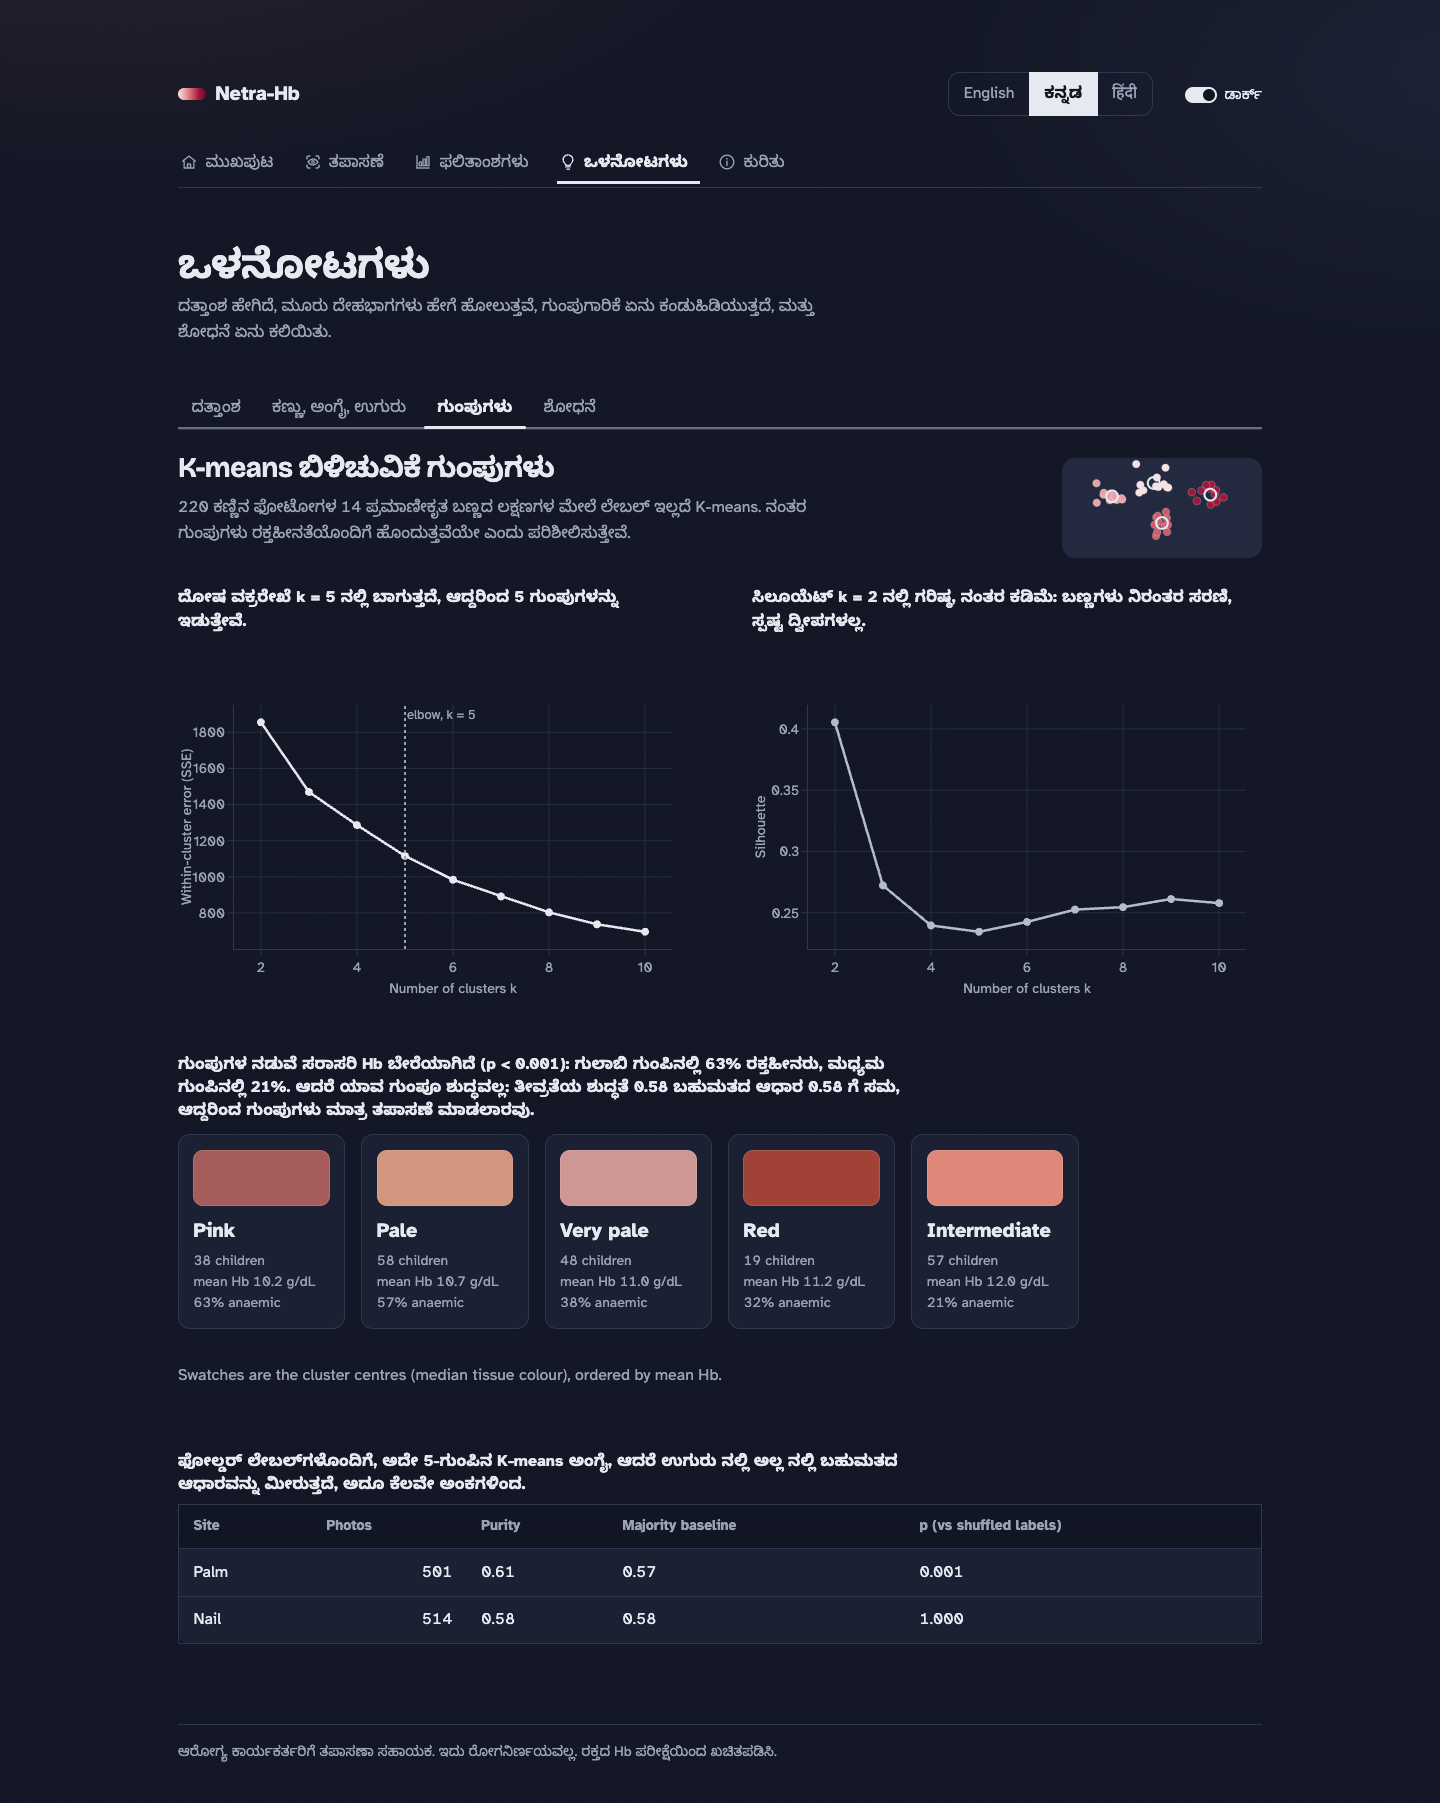 Netra-Hb
English
ಕನ್ನಡ
हिंदी
ಡಾರ್ಕ್
ಮುಖಪುಟ
ತಪಾಸಣೆ
ಫಲಿತಾಂಶಗಳು
ಒಳನೋಟಗಳು
ಕುರಿತು
ಒಳನೋಟಗಳು
ದತ್ತಾಂಶ ಹೇಗಿದೆ, ಮೂರು ದೇಹಭಾಗಗಳು ಹೇಗೆ ಹೋಲುತ್ತವೆ, ಗುಂಪುಗಾರಿಕೆ ಏನು ಕಂಡುಹಿಡಿಯುತ್ತದೆ, ಮತ್ತು
ಶೋಧನೆ ಏನು ಕಲಿಯಿತು.
ದತ್ತಾಂಶ
ಕಣ್ಣು, ಅಂಗೈ, ಉಗುರು
ಗುಂಪುಗಳು
ಶೋಧನೆ
K-means ಬಿಳಿಚುವಿಕೆ ಗುಂಪುಗಳು
220 ಕಣ್ಣಿನ ಫೋಟೋಗಳ 14 ಪ್ರಮಾಣೀಕೃತ ಬಣ್ಣದ ಲಕ್ಷಣಗಳ ಮೇಲೆ ಲೇಬಲ್ ಇಲ್ಲದೆ K-means. ನಂತರ
ಗುಂಪುಗಳು ರಕ್ತಹೀನತೆಯೊಂದಿಗೆ ಹೊಂದುತ್ತವೆಯೇ ಎಂದು ಪರಿಶೀಲಿಸುತ್ತೇವೆ.
ದೋಷ ವಕ್ರರೇಖೆ k = 5 ನಲ್ಲಿ ಬಾಗುತ್ತದೆ, ಆದ್ದರಿಂದ 5 ಗುಂಪುಗಳನ್ನು
ಇಡುತ್ತೇವೆ.
1800
1600
1400
1200
1000
800
Within-cluster error (SSE)
elbow, k = 5
2
4
6
8
10
Number of clusters k
ಸಿಲೂಯೆಟ್ k = 2 ನಲ್ಲಿ ಗರಿಷ್ಠ, ನಂತರ ಕಡಿಮೆ: ಬಣ್ಣಗಳು ನಿರಂತರ ಸರಣಿ,
ಸ್ಪಷ್ಟ ದ್ವೀಪಗಳಲ್ಲ.
0.4
0.35
0.3
0.25
Silhouette
2
4
6
8
10
Number of clusters k
ಗುಂಪುಗಳ ನಡುವೆ ಸರಾಸರಿ Hb ಬೇರೆಯಾಗಿದೆ (p < 0.001): ಗುಲಾಬಿ ಗುಂಪಿನಲ್ಲಿ 63% ರಕ್ತಹೀನರು, ಮಧ್ಯಮ
ಗುಂಪಿನಲ್ಲಿ 21%. ಆದರೆ ಯಾವ ಗುಂಪೂ ಶುದ್ಧವಲ್ಲ: ತೀವ್ರತೆಯ ಶುದ್ಧತೆ 0.58 ಬಹುಮತದ ಆಧಾರ 0.58 ಗೆ ಸಮ,
ಆದ್ದರಿಂದ ಗುಂಪುಗಳು ಮಾತ್ರ ತಪಾಸಣೆ ಮಾಡಲಾರವು.
Pink
38 children
mean Hb 10.2 g/dL
63% anaemic
Pale
58 children
mean Hb 10.7 g/dL
57% anaemic
Very pale
48 children
mean Hb 11.0 g/dL
38% anaemic
Red
19 children
mean Hb 11.2 g/dL
32% anaemic
Intermediate
57 children
mean Hb 12.0 g/dL
21% anaemic
Swatches are the cluster centres (median tissue colour), ordered by mean Hb.
ಫೋಲ್ಡರ್ ಲೇಬಲ್‌ಗಳೊಂದಿಗೆ, ಅದೇ 5-ಗುಂಪಿನ K-means ಅಂಗೈ, ಆದರೆ ಉಗುರು ನಲ್ಲಿ ಅಲ್ಲ ನಲ್ಲಿ ಬಹುಮತದ
ಆಧಾರವನ್ನು ಮೀರುತ್ತದೆ, ಅದೂ ಕೆಲವೇ ಅಂಕಗಳಿಂದ.
Site Photos Purity Majority baseline p (vs shuffled labels)
Palm 501 0.61 0.57 0.001
Nail 514 0.58 0.58 1.000
ಆರೋಗ್ಯ ಕಾರ್ಯಕರ್ತರಿಗೆ ತಪಾಸಣಾ ಸಹಾಯಕ. ಇದು ರೋಗನಿರ್ಣಯವಲ್ಲ. ರಕ್ತದ Hb ಪರೀಕ್ಷೆಯಿಂದ ಖಚಿತಪಡಿಸಿ.